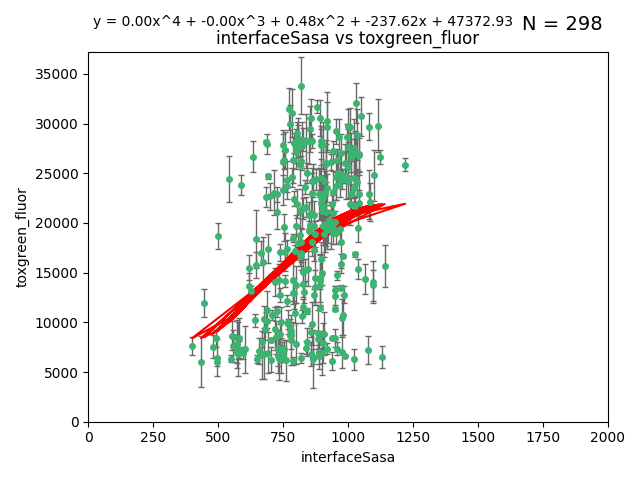 y = 0.00x^4 + -0.00x^3 + 0.48x^2 + -237.62x + 47372.93 N = 298
interfaceSasa vs toxgreen_fluor
35000
30000
25000
20000
15000
10000
5000
0
toxgreen_fluor
0 250 500 750 1000 1250 1500 1750 2000
interfaceSasa